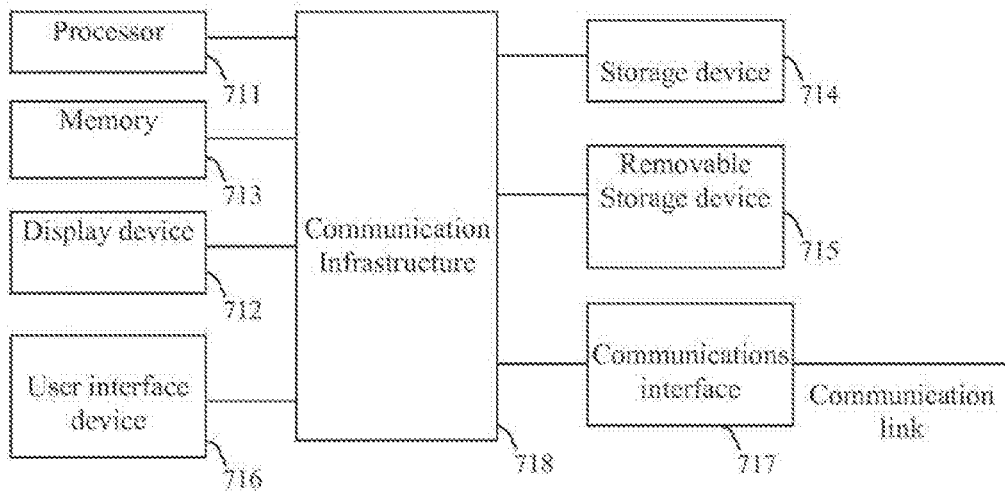 Processor
711
Memory
713
Display device
712
User interface
device
716
Communication
Infrastructure
718
Storage device
714
Removable
Storage device
715
Communications
interface
717
Communication
link